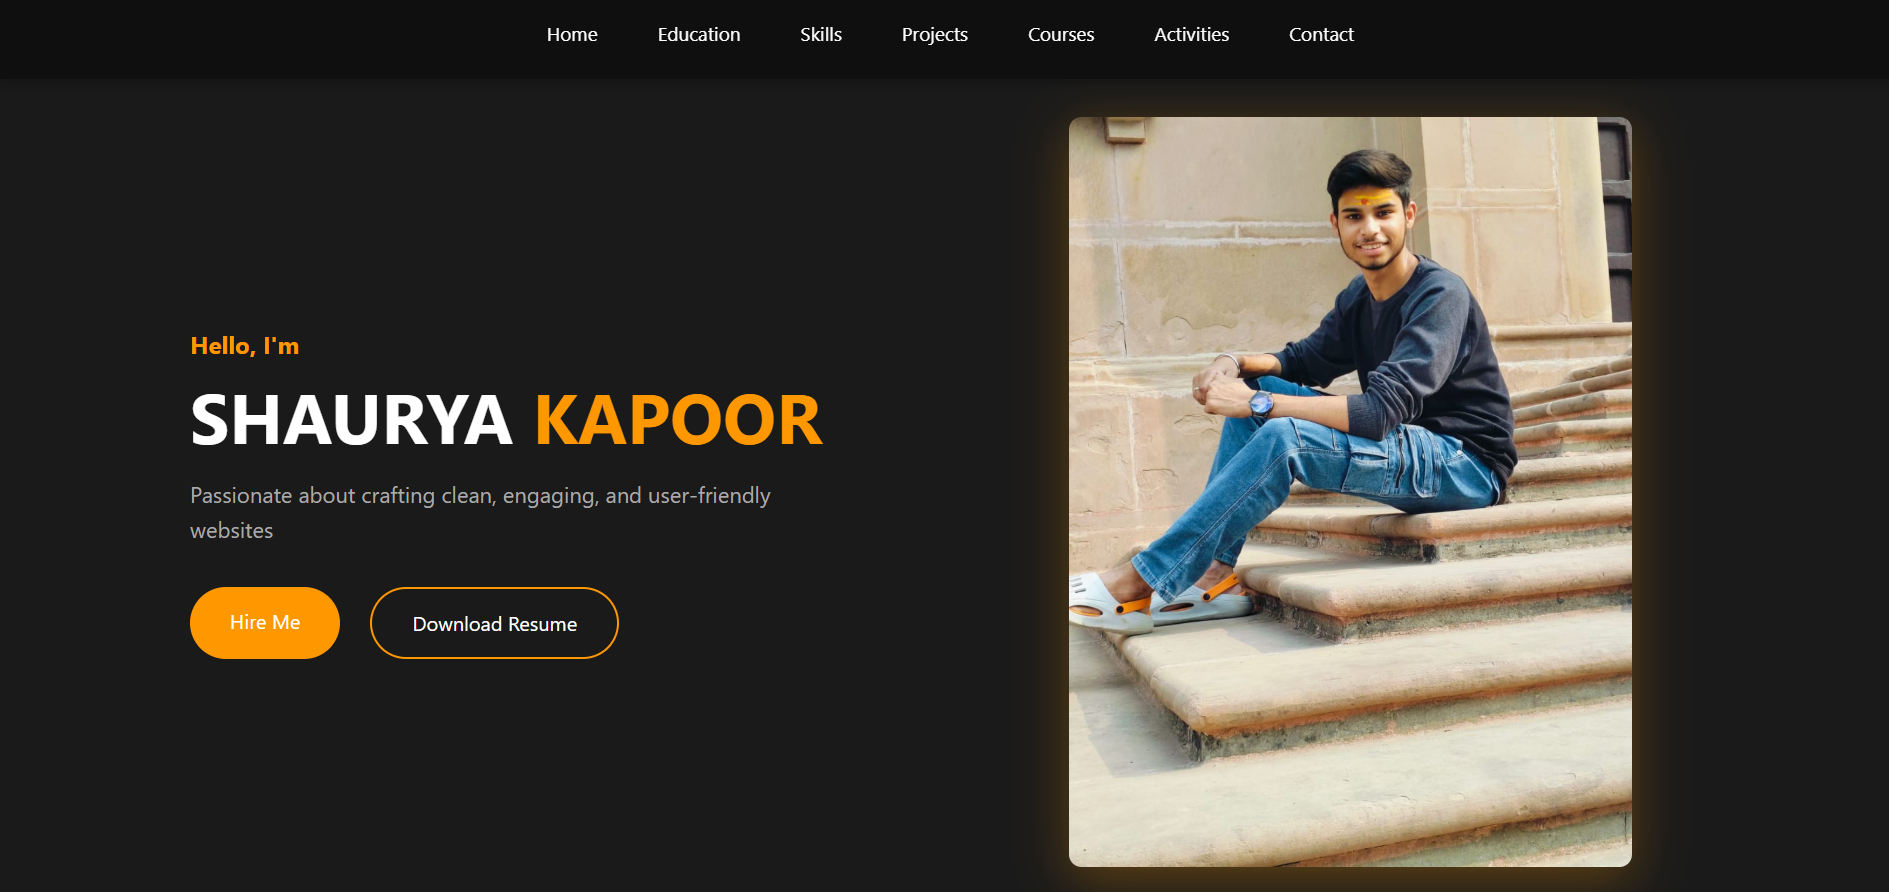 Home Education Skills Projects Courses Activities Contact
Hello, I'm
SHAURYA KAPOOR
Passionate about crafting clean, engaging, and user-friendly
websites
Hire Me Download Resume